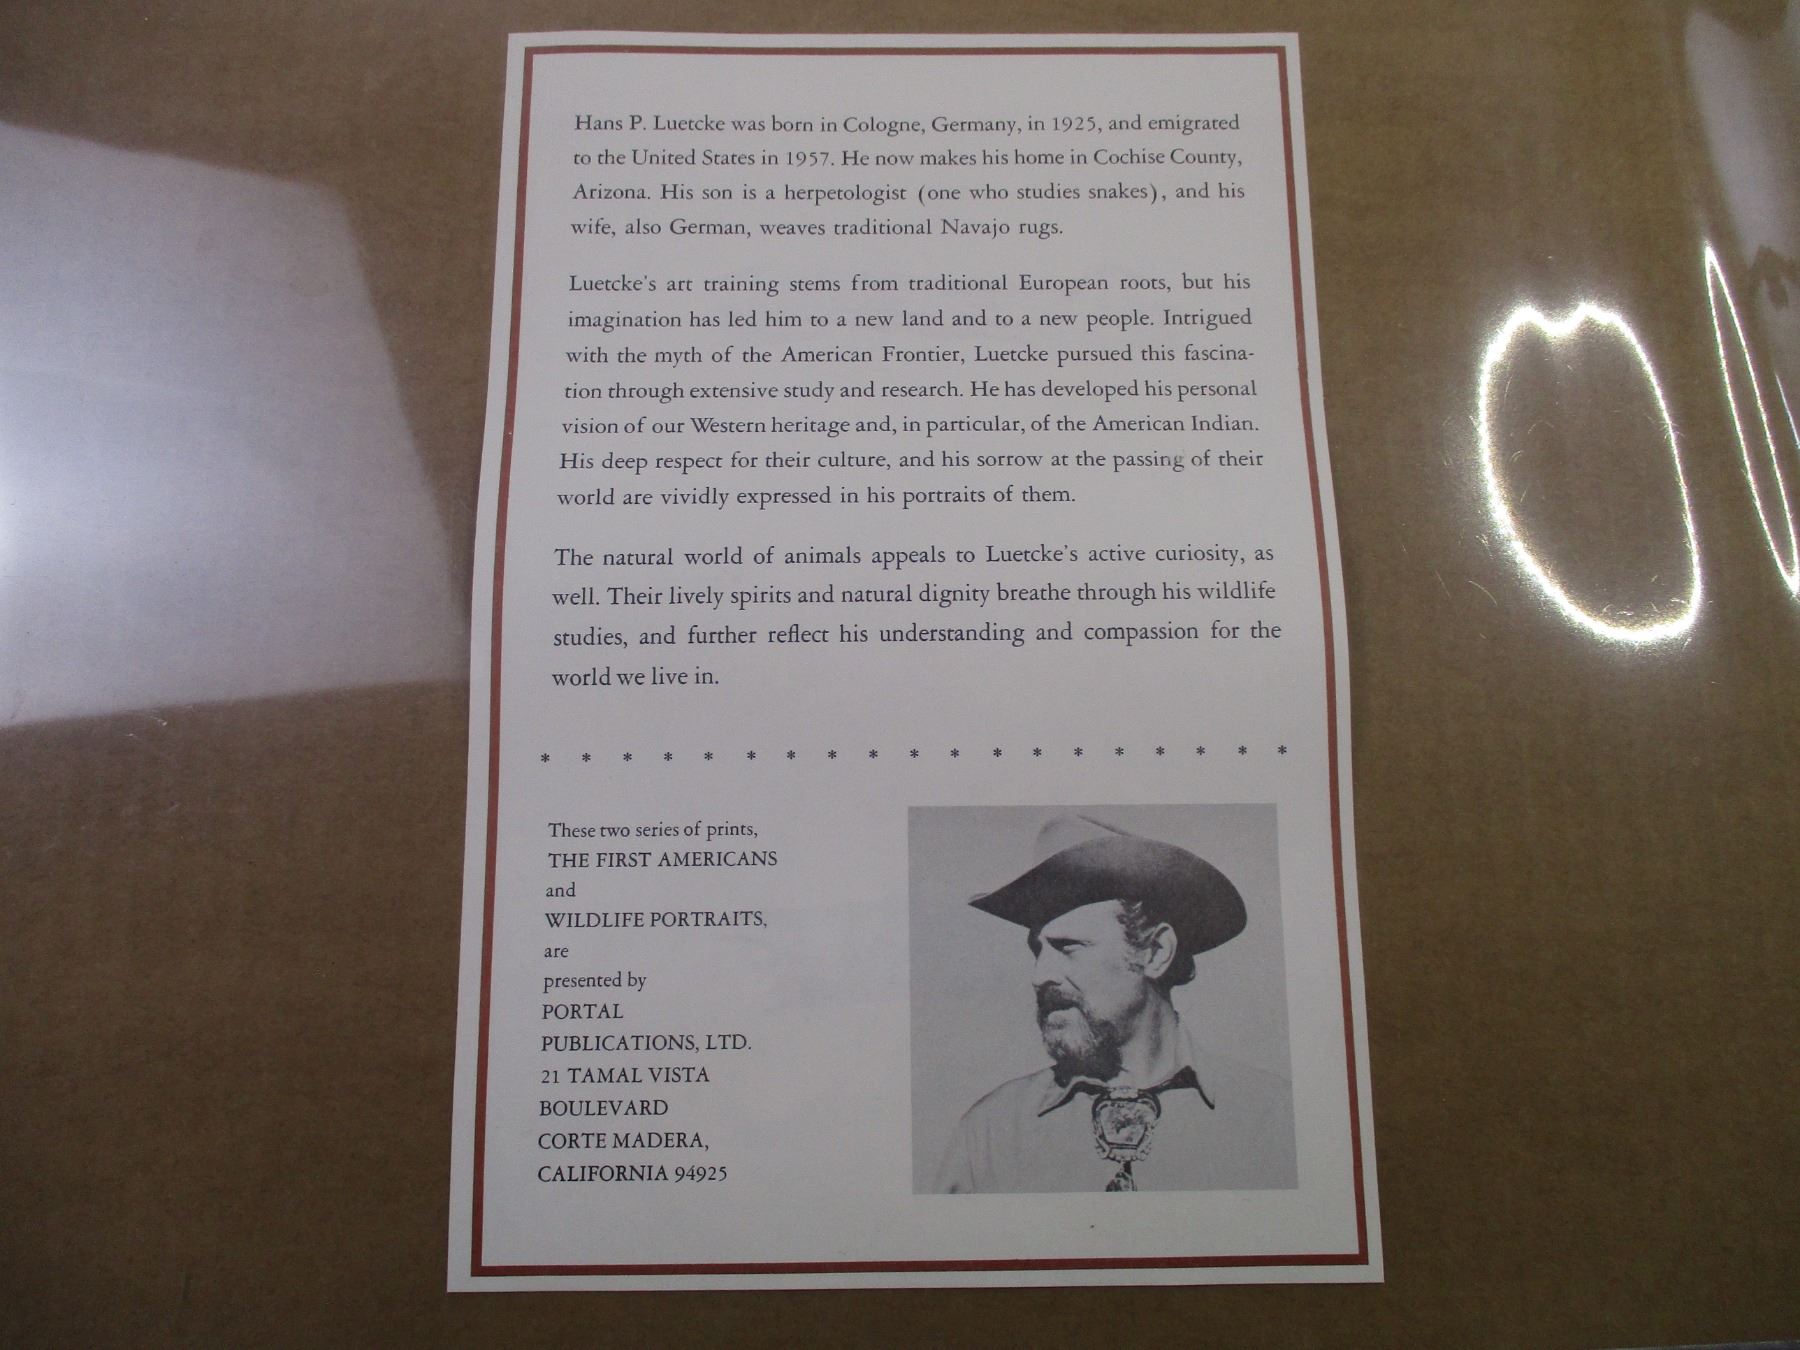 Hans P. Luetcke was born in Cologne, Germany, in 1925, and emigrated
to the United States in 1957. He now makes his home in Cochise County,
Arizona. His son is a herpetologist (one who studies snakes), and his
wife, also German, weaves traditional Navajo rugs.
Luetcke's art training stems from traditional European roots, but his
imagination has led him to a new land and to a new people. Intrigued
with the myth of the American Frontier, Luetcke pursued this fascina-
tion through extensive study and research. He has developed his personal
vision of our Western heritage and, in particular, of the American Indian.
His deep respect for their culture, and his sorrow at the passing of their
world are vividly expressed in his portraits of them.
The natural world of animals appeals to Luetcke's active curiosity, as
well. Their lively spirits and natural dignity breathe through his wildlife
studies, and further reflect his understanding and compassion for the
world we live in.
* * * * * * * * * * * * * * * * * * *
These two series of prints,
THE FIRST AMERICANS
and
WILDLIFE PORTRAITS,
are
presented by
PORTAL
PUBLICATIONS, LTD.
21 TAMAL VISTA
BOULEVARD
CORTE MADERA,
CALIFORNIA 94925